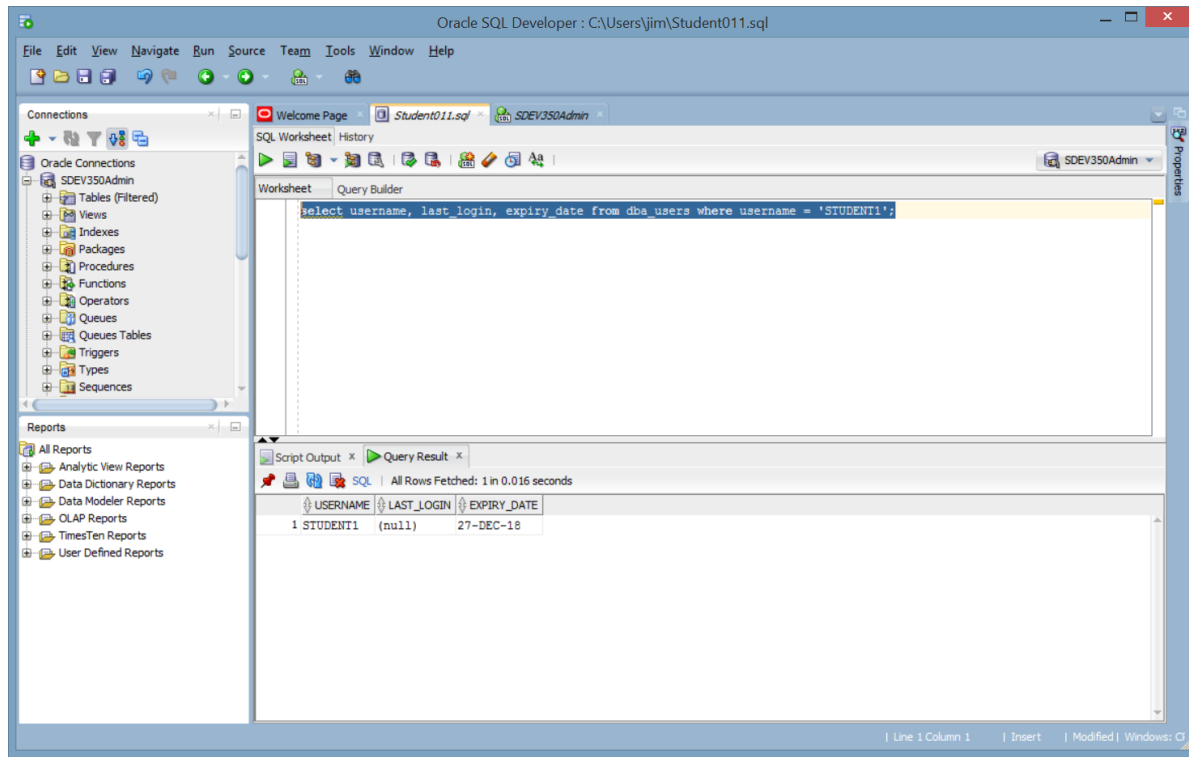 Oracle SQL Developer : C:\Users\jim\Student011.sql
File Edit View Navigate Run Source Team Tools Window Help
Connections
Oracle Connections
SDEV350Admin
Tables (Filtered)
Views
Indexes
Packages
Procedures
Functions
Operators
Queues
Queues Tables
Triggers
Types
Sequences
Reports
All Reports
Analytic View Reports
Data Dictionary Reports
Data Modeler Reports
OLAP Reports
TimesTen Reports
User Defined Reports
Welcome Page Student011.sql SDEV350Admin
SQL Worksheet History
SDEV350Admin
Worksheet Query Builder
select username, last_login, expiry_date from dba_users where username = 'STUDENT1';
Script Output Query Result
SQL | All Rows Fetched: 1 in 0.016 seconds
USERNAME LAST_LOGIN EXPIRY_DATE
1 STUDENT1 (null) 27-DEC-18
Properties
| Line 1 Column 1 | Insert | Modified | Windows: CF